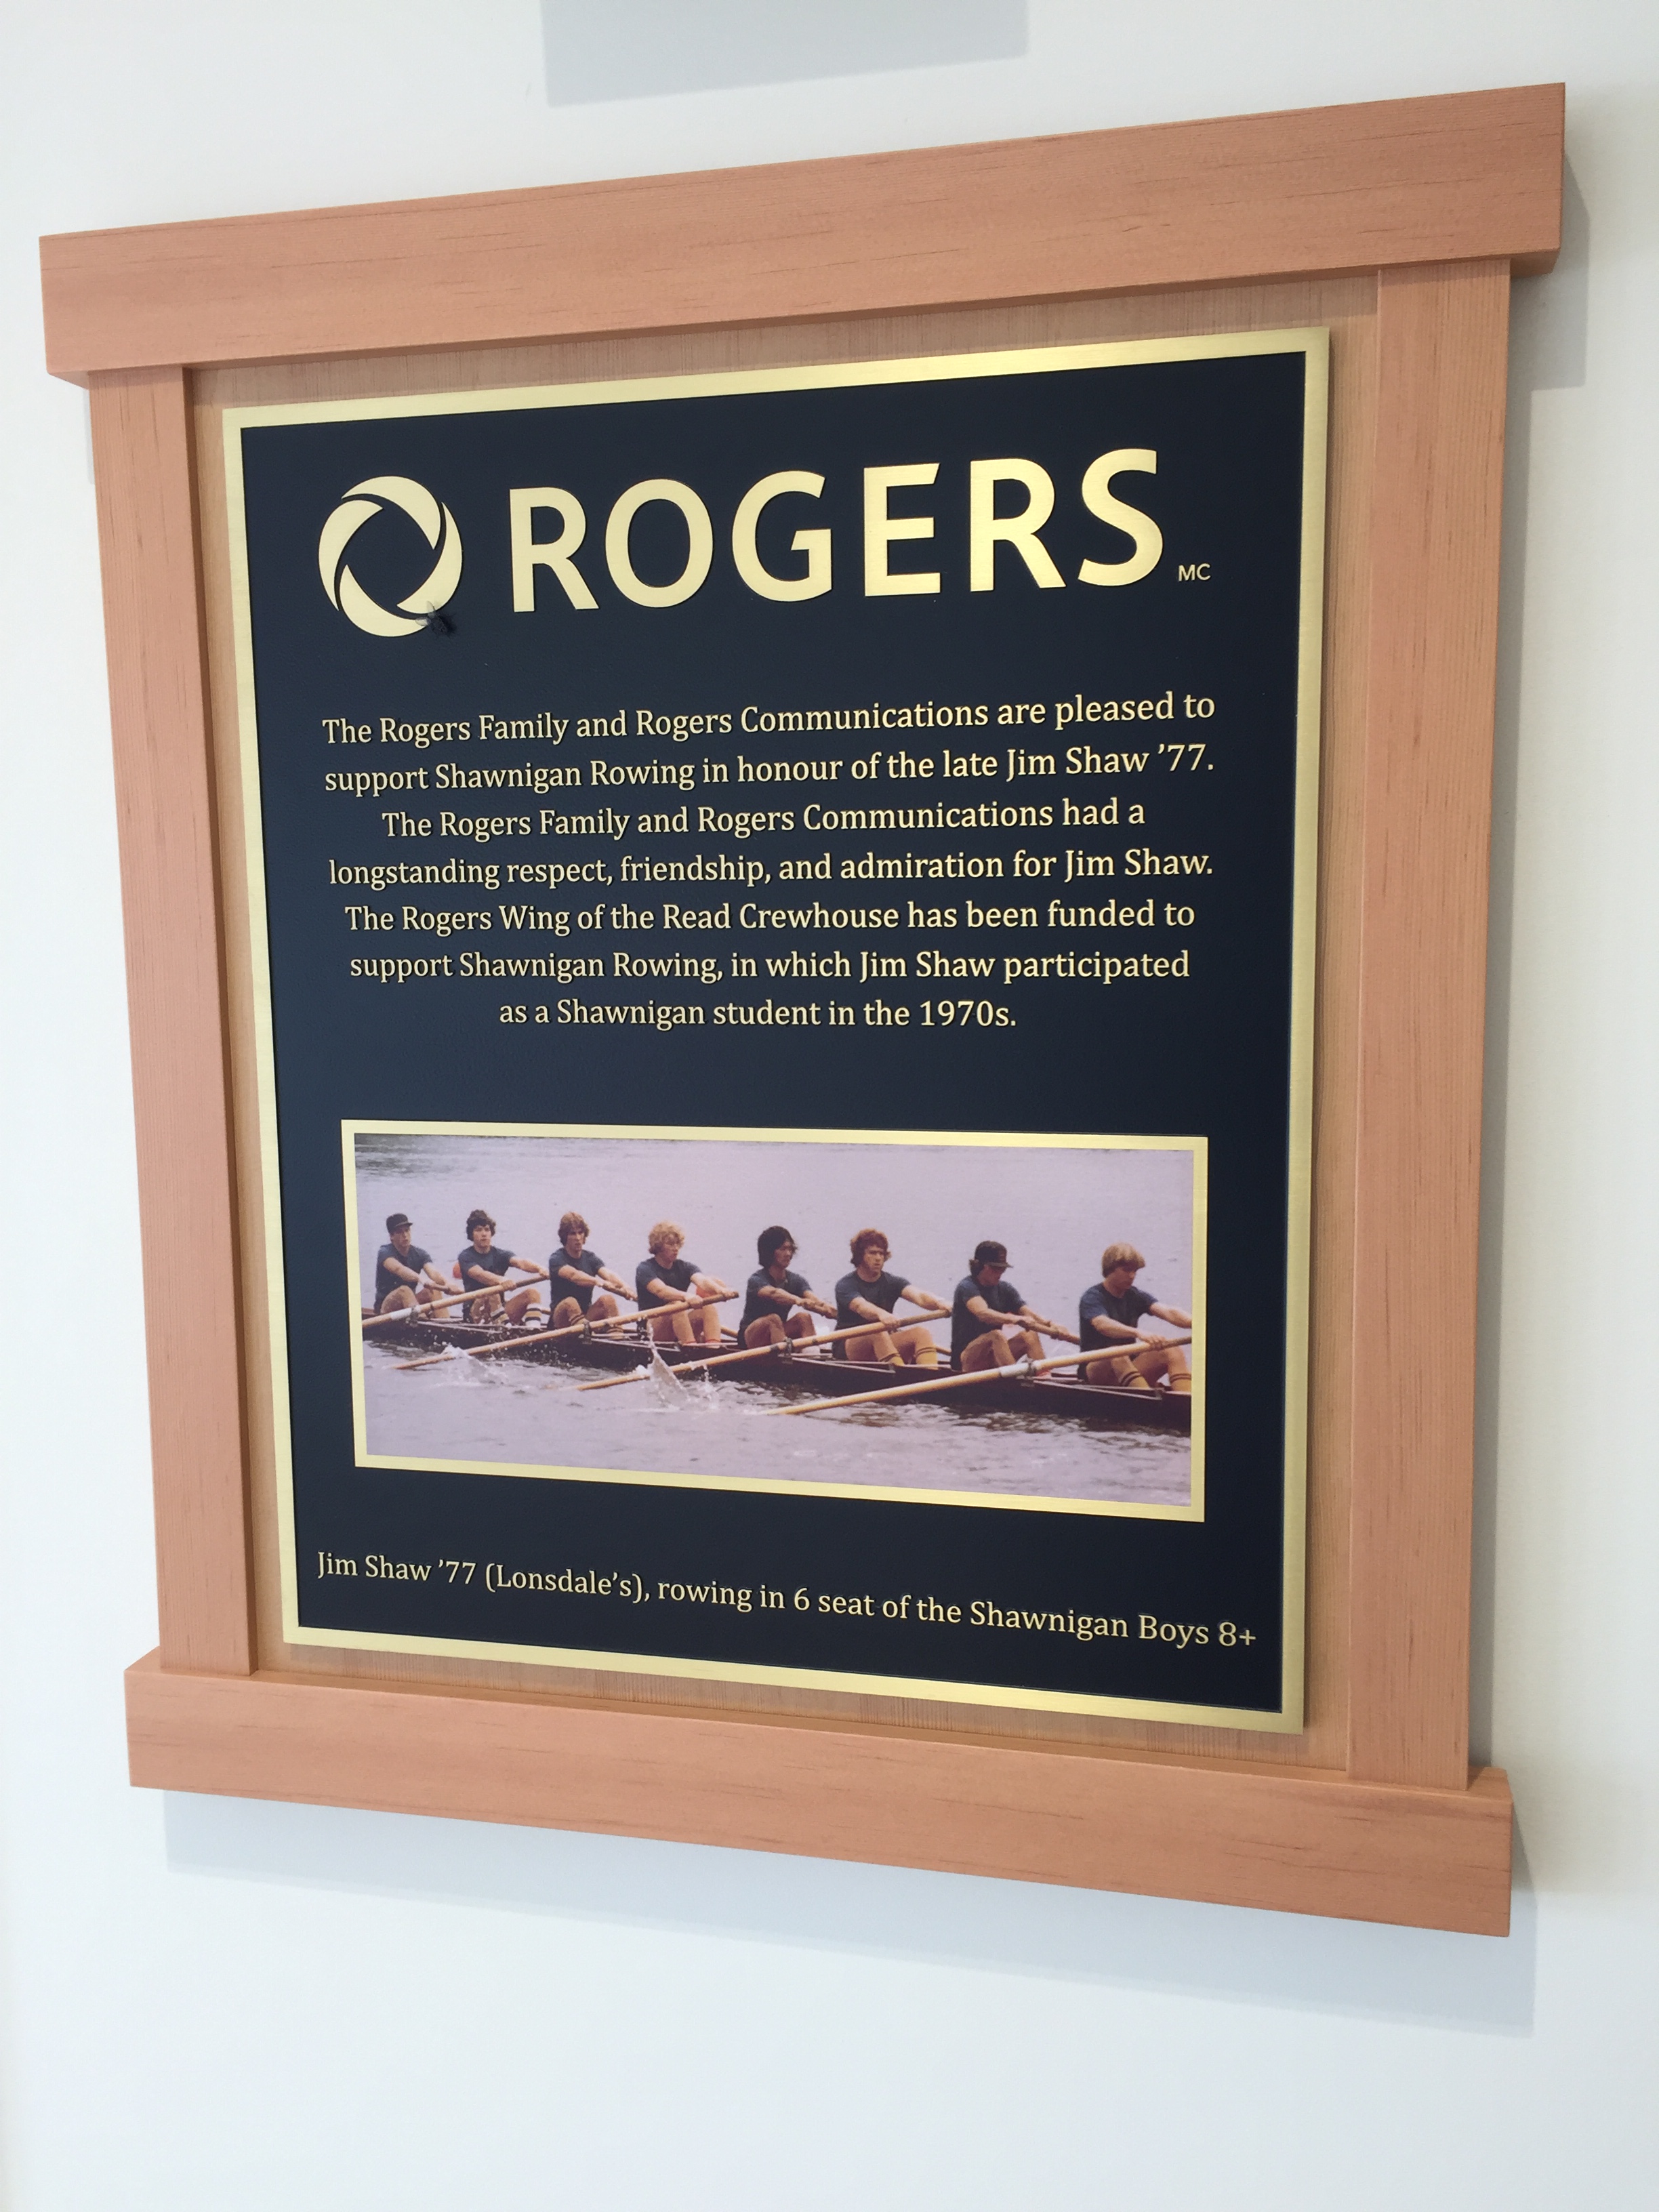 ROGERS MC
The Rogers Family and Rogers Communications are pleased to
support Shawnigan Rowing in honour of the late Jim Shaw ’77.
The Rogers Family and Rogers Communications had a
longstanding respect, friendship, and admiration for Jim Shaw.
The Rogers Wing of the Read Crewhouse has been funded to
support Shawnigan Rowing, in which Jim Shaw participated
as a Shawnigan student in the 1970s.
Jim Shaw ’77 (Lonsdale’s), rowing in 6 seat of the Shawnigan Boys 8+